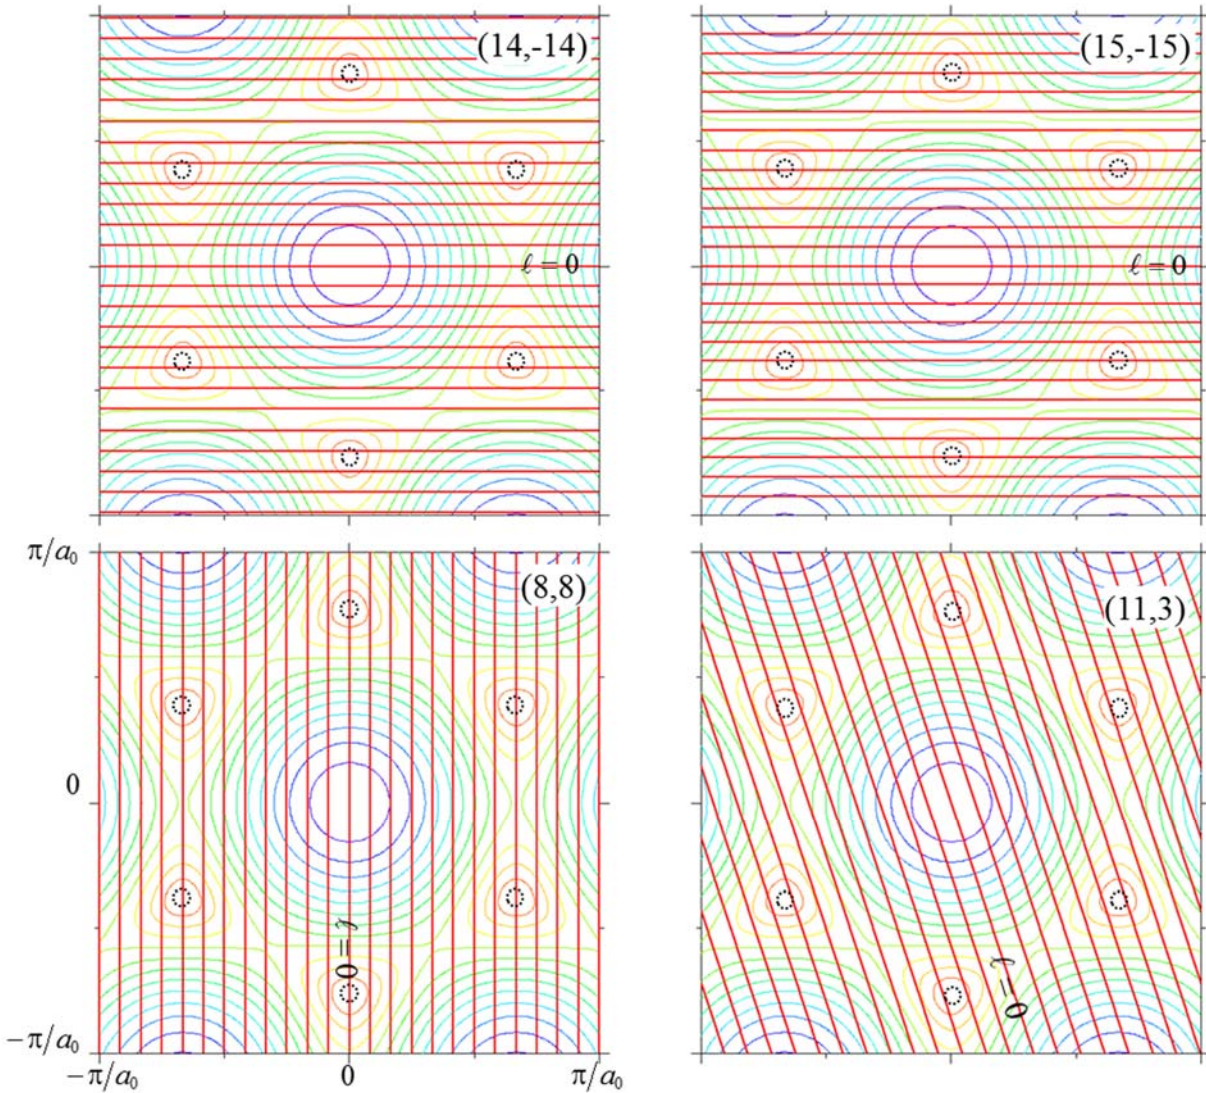 (14,-14)
(15,-15)
ℓ = 0
ℓ = 0
π/a₀
(8,8)
(11,3)
0
ℓ = 0
ℓ = 0
−π/a₀
−π/a₀
0
π/a₀